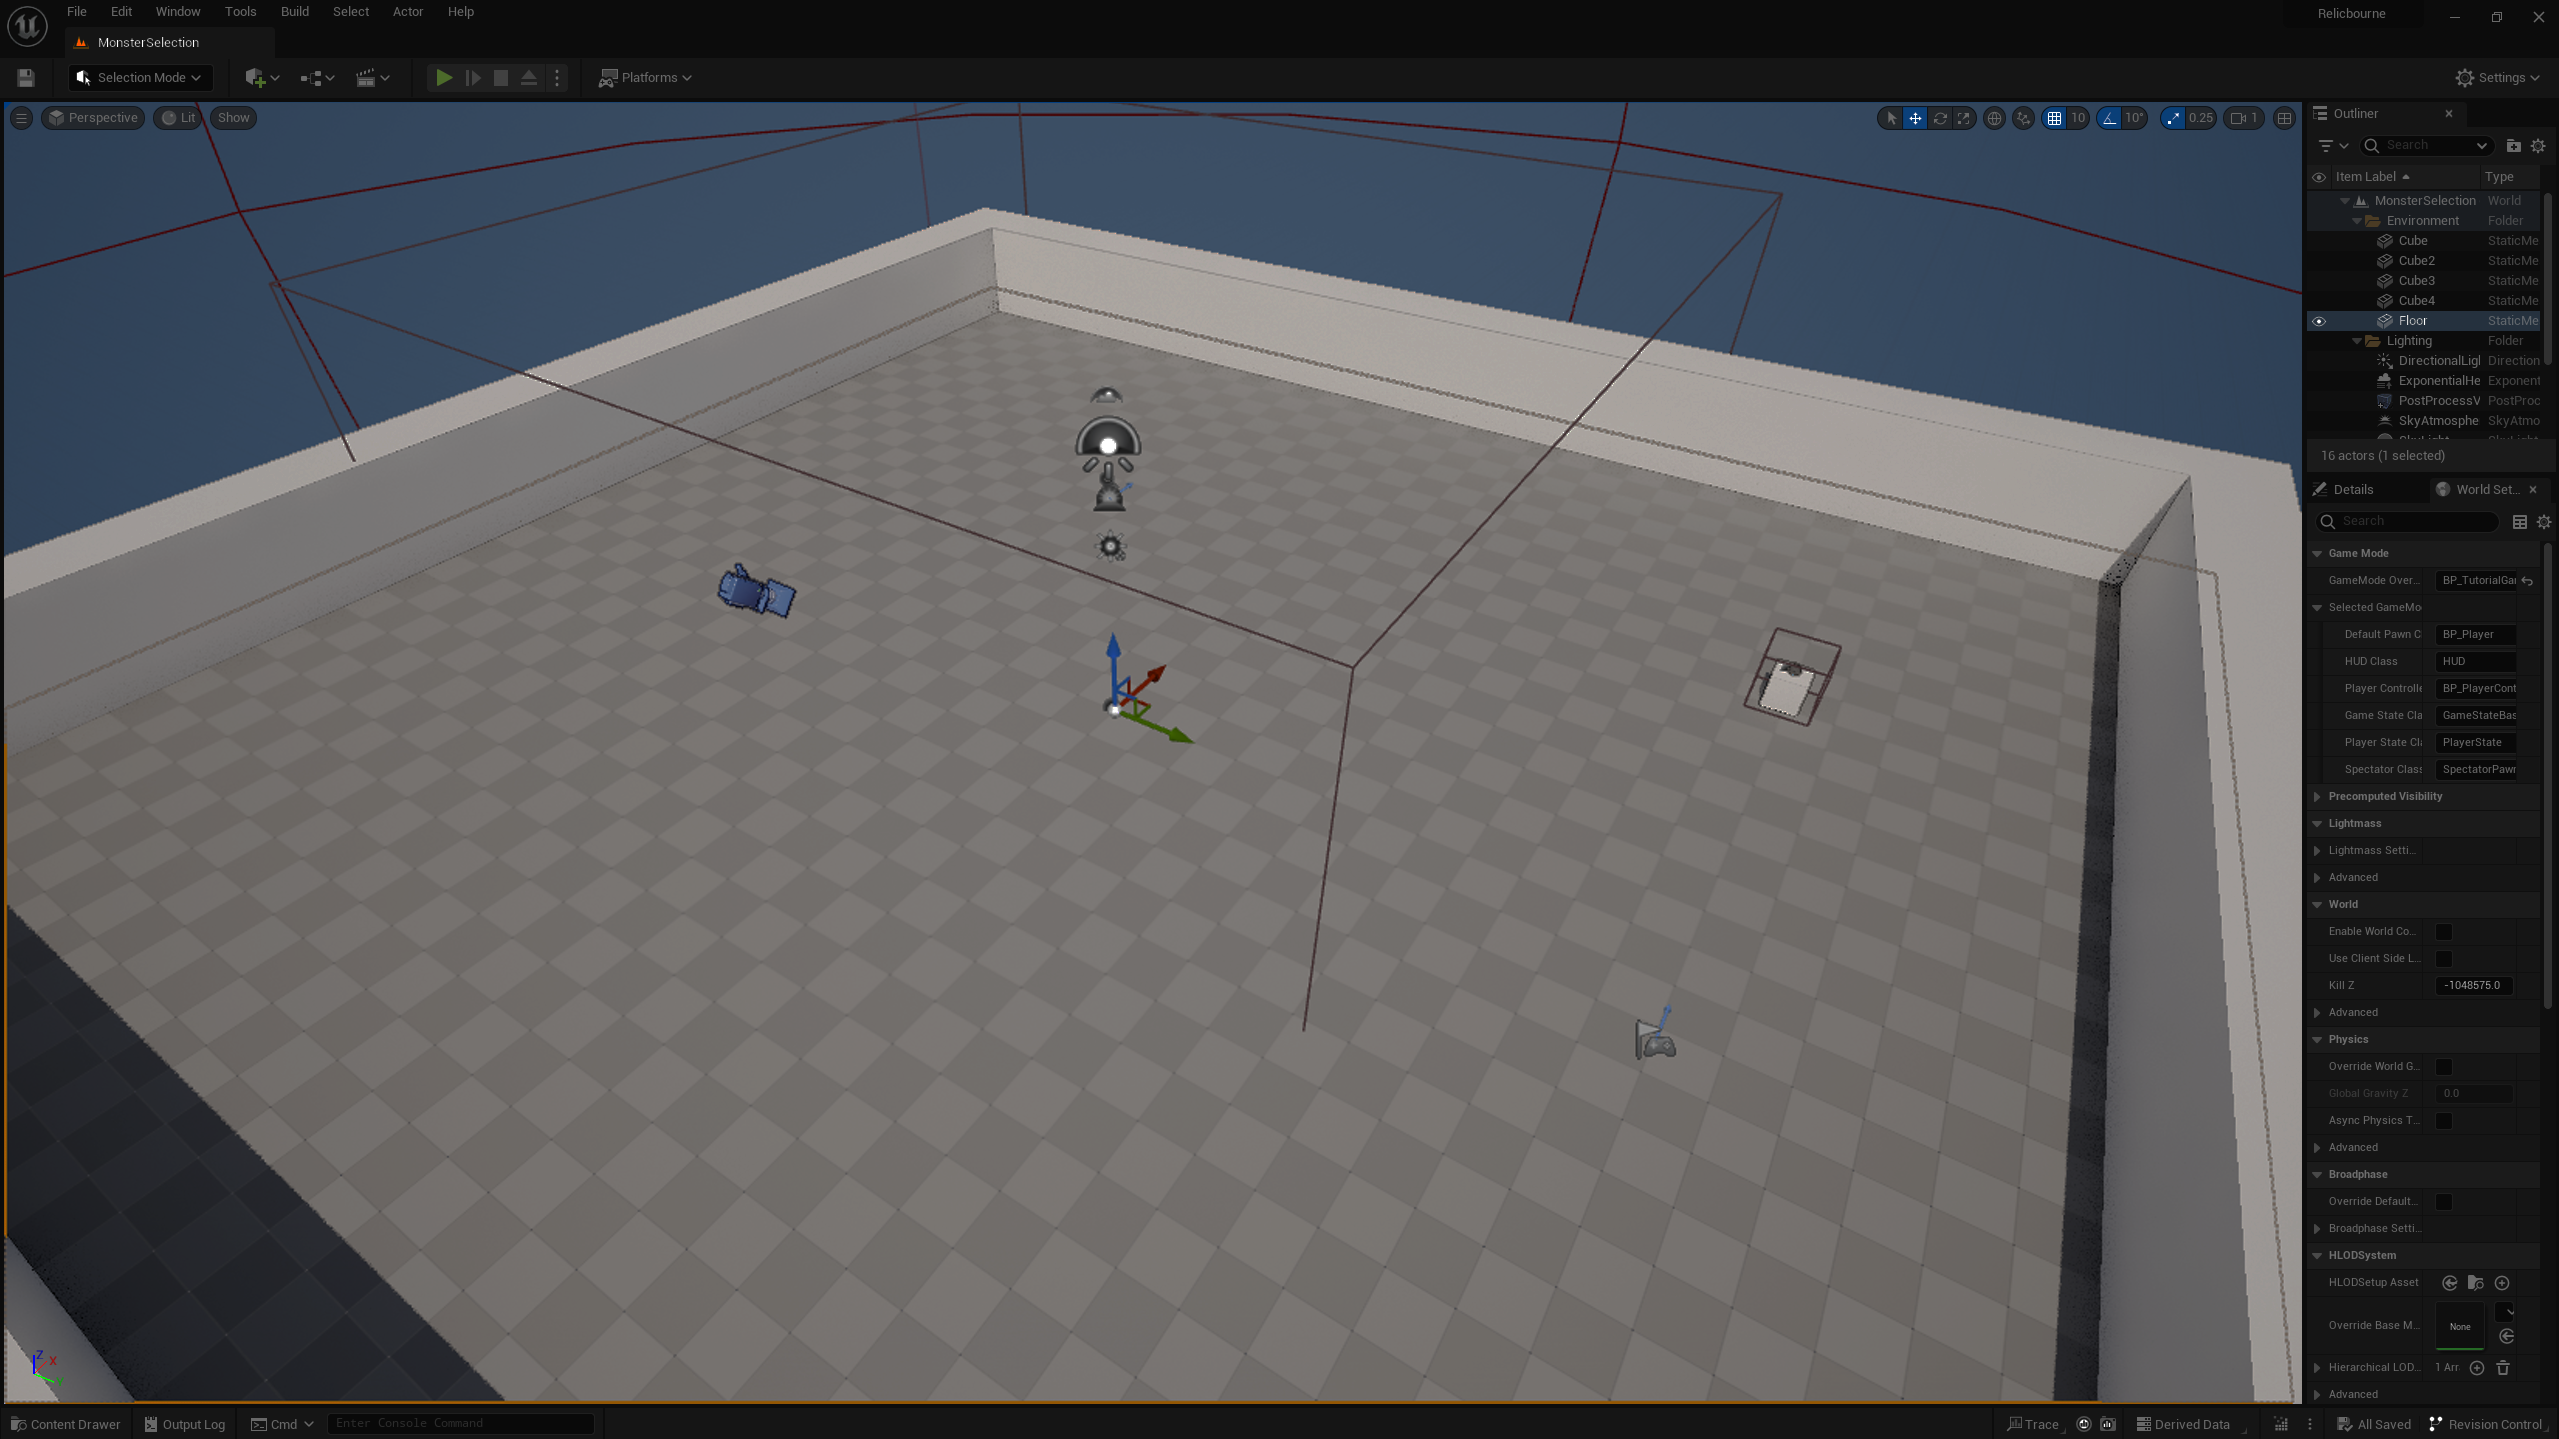 File Edit Window Tools Build Select Actor Help
Relicbourne
MonsterSelection
Selection Mode
Platforms
Settings
Perspective Lit Show
10 10° 0.25 1
Outliner
Search
Item Label Type
MonsterSelection World
Environment Folder
Cube StaticMe
Cube2 StaticMe
Cube3 StaticMe
Cube4 StaticMe
Floor StaticMe
Lighting Folder
DirectionalLigl Direction
ExponentialHe Exponent
PostProcessV PostProc
SkyAtmosphe SkyAtmo
16 actors (1 selected)
Details World Set...
Search
Game Mode
GameMode Over... BP_TutorialGa
Selected GameMo
Default Pawn C BP_Player
HUD Class HUD
Player Controlle BP_PlayerCont
Game State Cla GameStateBas
Player State Cl PlayerState
Spectator Class SpectatorPawn
Precomputed Visibility
Lightmass
Lightmass Setti...
Advanced
World
Enable World Co...
Use Client Side L...
Kill Z -1048575.0
Advanced
Physics
Override World G...
Global Gravity Z 0.0
Async Physics T...
Advanced
Broadphase
Override Default...
Broadphase Setti...
HLODSystem
HLODSetup Asset
Override Base M... None
Hierarchical LOD... 1 Arr
Advanced
Z X Y
Content Drawer Output Log Cmd Enter Console Command
Trace Derived Data All Saved Revision Control